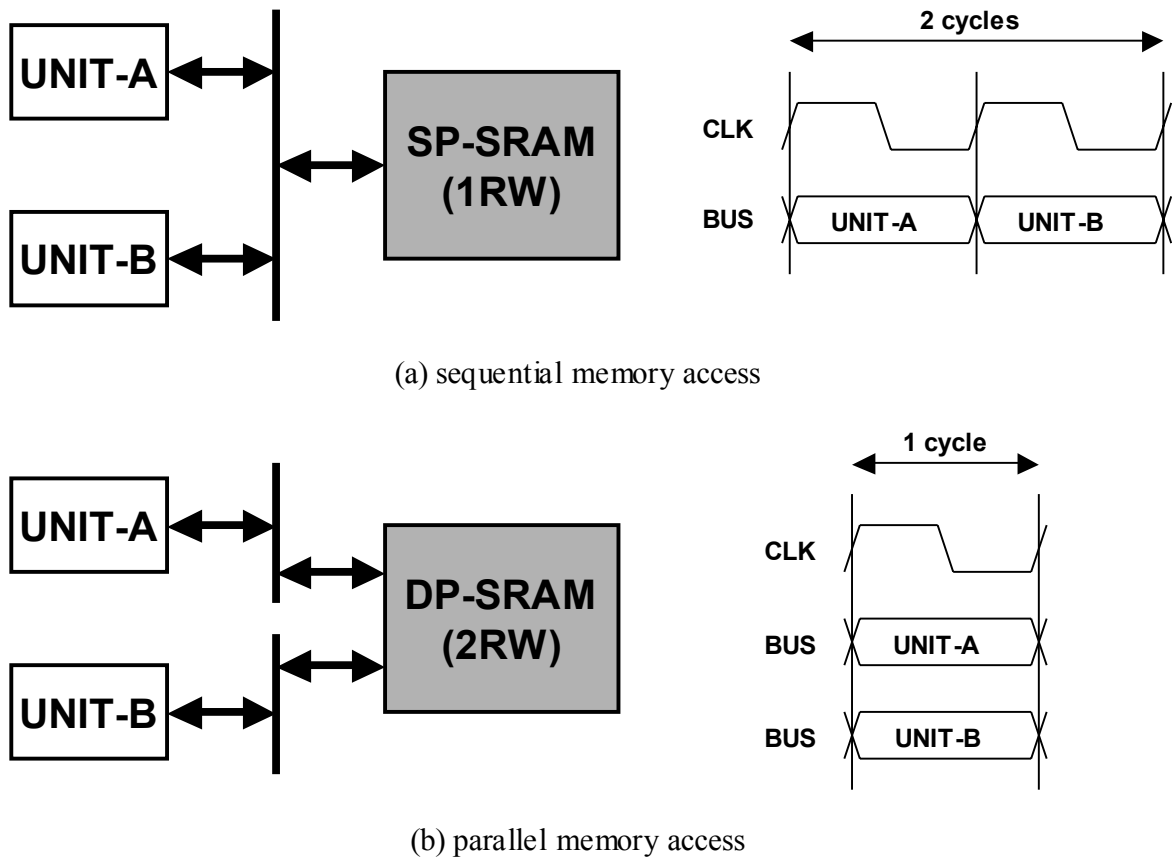 2 cycles
UNIT-A
SP-SRAM
(1RW)
CLK
UNIT-B
BUS
UNIT-A
UNIT-B
(a) sequential memory access
1 cycle
UNIT-A
DP-SRAM
(2RW)
CLK
UNIT-B
BUS
UNIT-A
BUS
UNIT-B
(b) parallel memory access